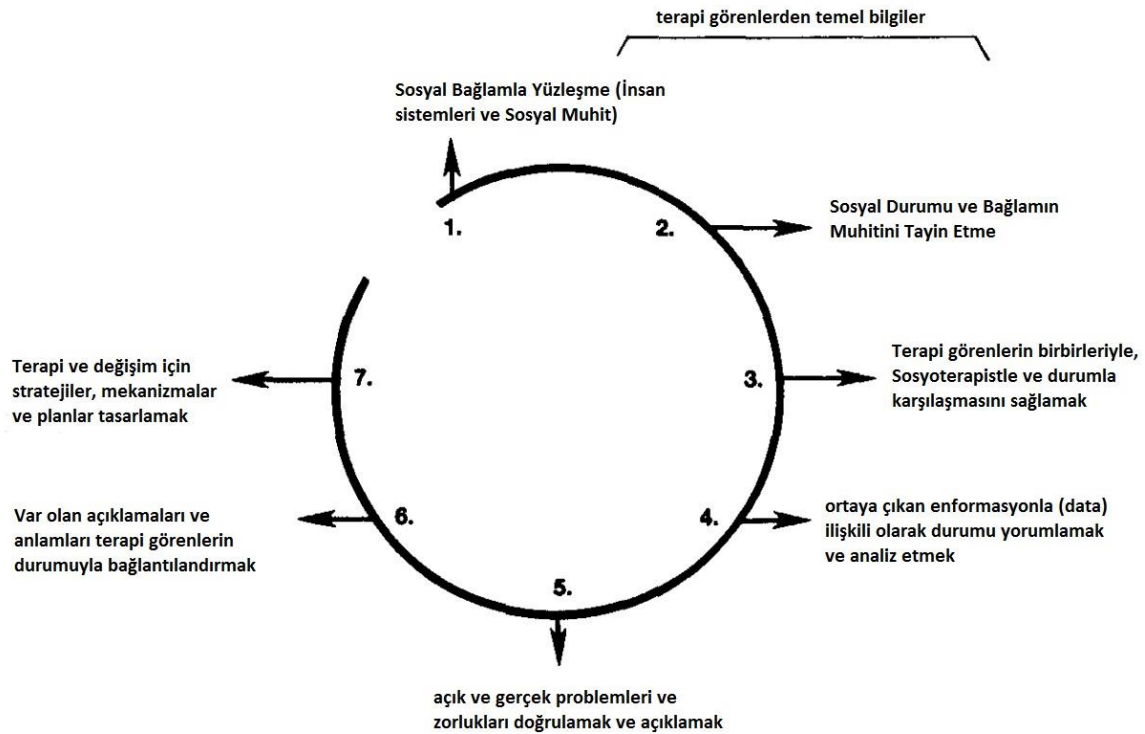 terapi görenlerden temel bilgiler
Sosyal Bağlamla Yüzleşme (İnsan
sistemleri ve Sosyal Muhit)
1.
2.
Sosyal Durumu ve Bağlamın
Muhitini Tayin Etme
3.
Terapi görenlerin birbirleriyle,
Sosyoterapistle ve durumla
karşılaşmasını sağlamak
4.
ortaya çıkan enformasyonla (data)
ilişkili olarak durumu yorumlamak
ve analiz etmek
5.
açık ve gerçek problemleri ve
zorlukları doğrulamak ve açıklamak
6.
Var olan açıklamaları ve
anlamları terapi görenlerin
durumuyla bağlantılandırmak
7.
Terapi ve değişim için
stratejiler, mekanizmalar
ve planlar tasarlamak